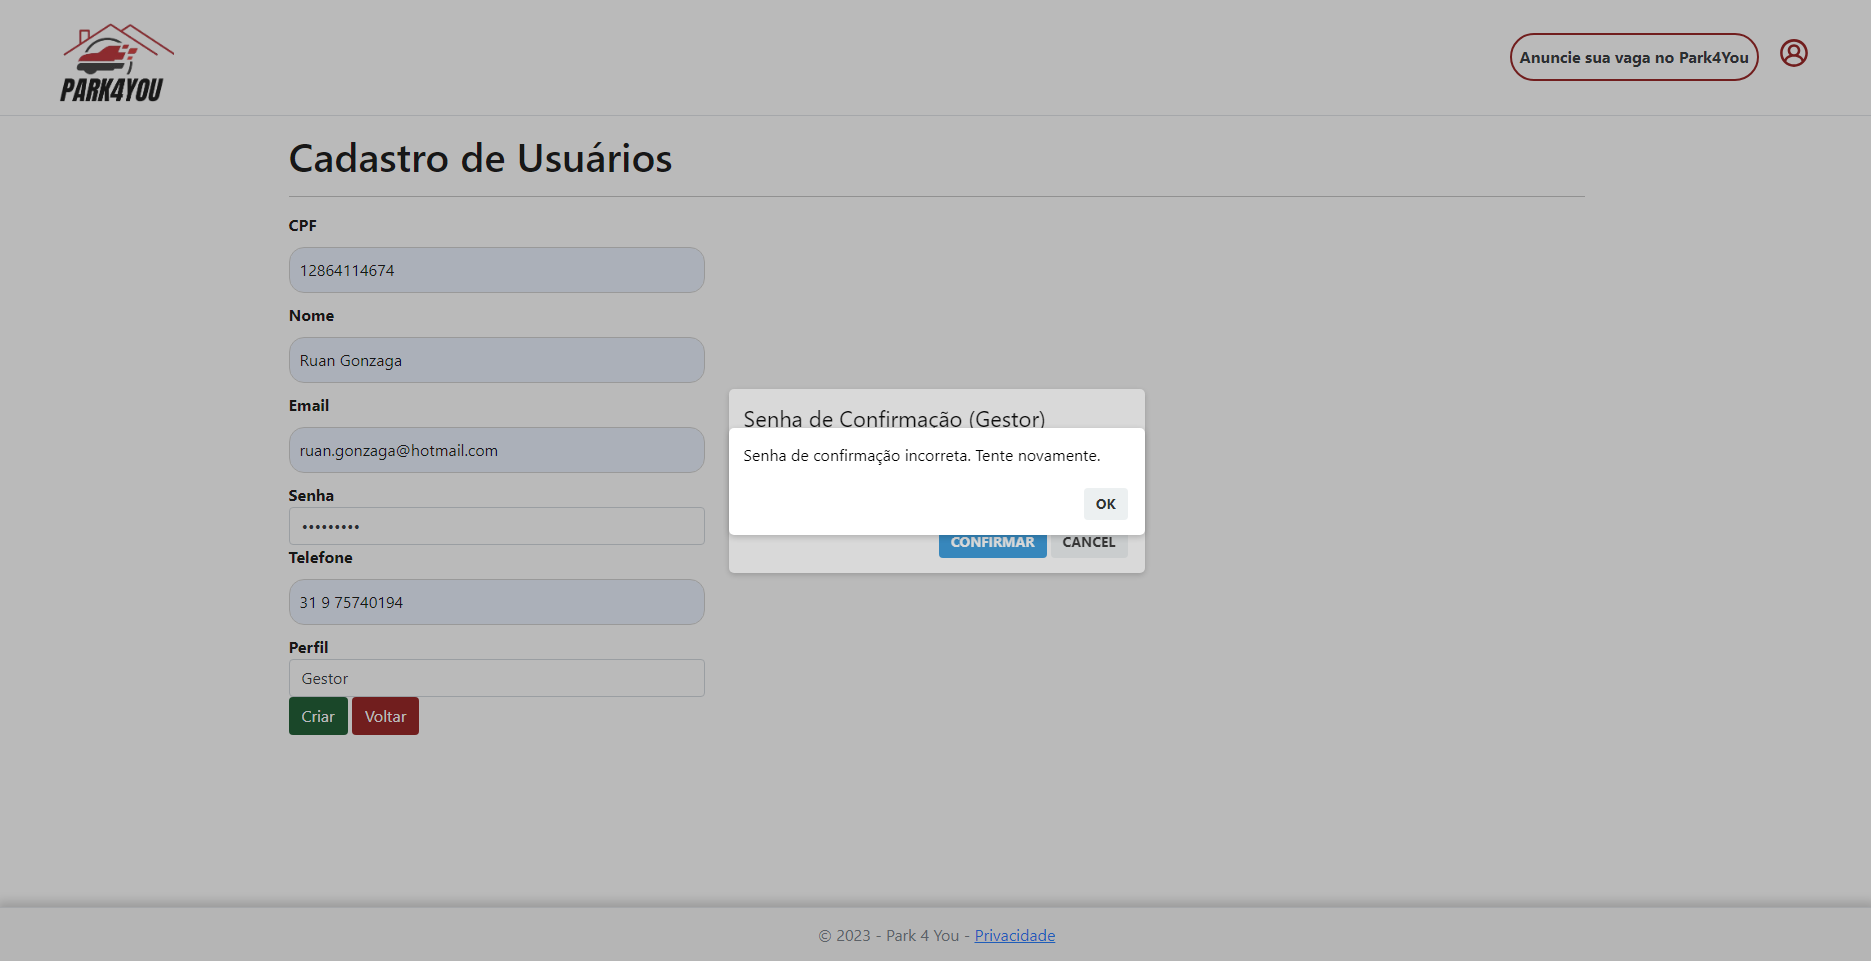 PARK4YOU
Anuncie sua vaga no Park4You
Cadastro de Usuários
CPF
12864114674
Nome
Ruan Gonzaga
Email
ruan.gonzaga@hotmail.com
Senha
•••••••••
Telefone
31 9 75740194
Perfil
Gestor
Criar Voltar
Senha de Confirmação (Gestor)
Senha de confirmação incorreta. Tente novamente.
OK
CONFIRMAR CANCEL
© 2023 - Park 4 You - Privacidade